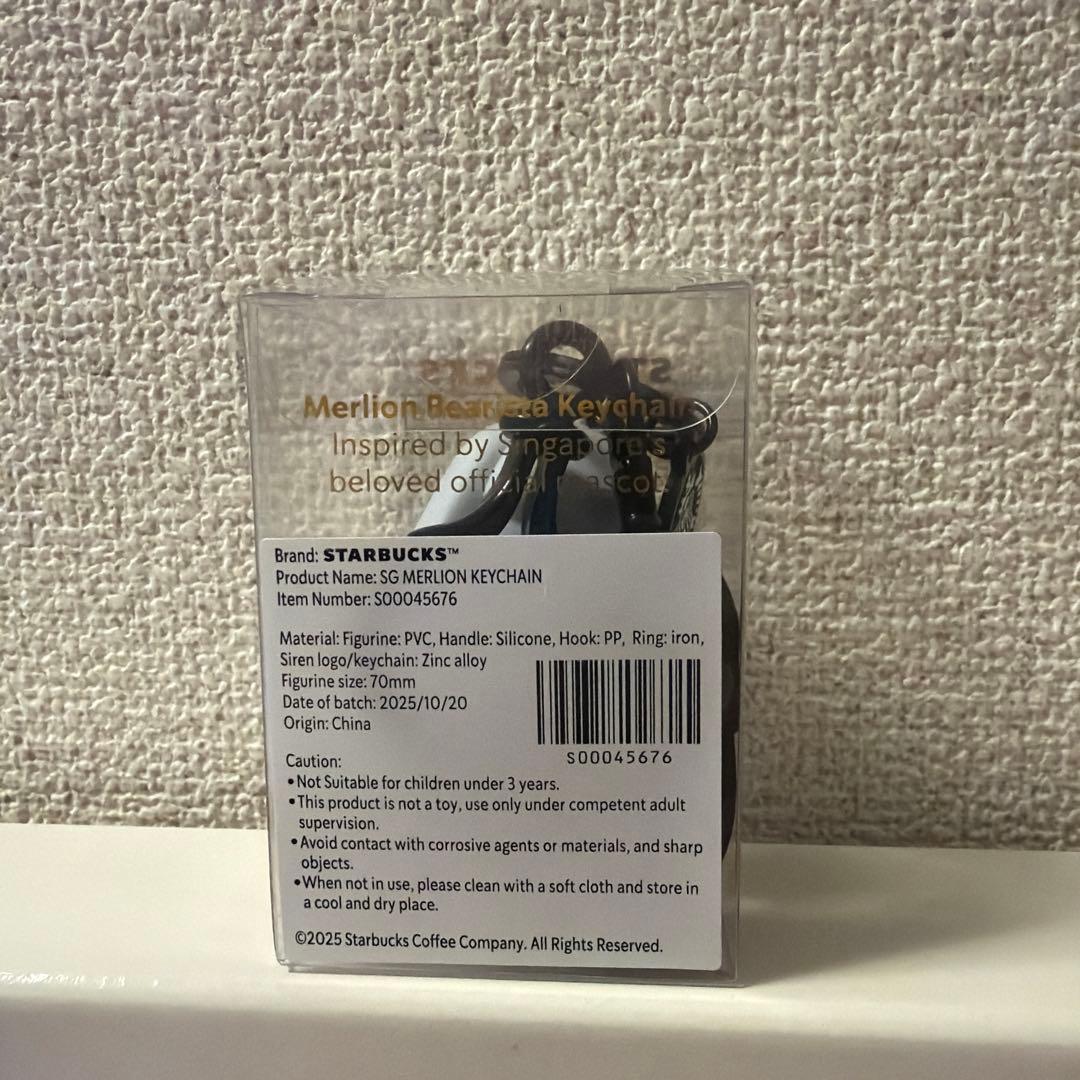 Merlion Bearista Keychain
Inspired by Singapore's
beloved official mascot
Brand: STARBUCKS™
Product Name: SG MERLION KEYCHAIN
Item Number: S00045676
Material: Figurine: PVC, Handle: Silicone, Hook: PP, Ring: iron,
Siren logo/keychain: Zinc alloy
Figurine size: 70mm
Date of batch: 2025/10/20
Origin: China
S00045676
Caution:
•Not Suitable for children under 3 years.
•This product is not a toy, use only under competent adult
supervision.
•Avoid contact with corrosive agents or materials, and sharp
objects.
•When not in use, please clean with a soft cloth and store in
a cool and dry place.
©2025 Starbucks Coffee Company. All Rights Reserved.